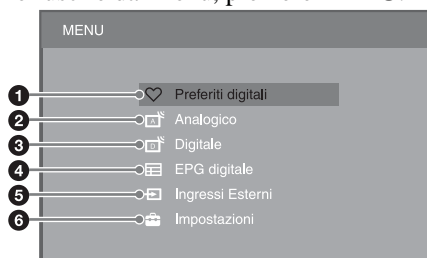 MENU
1 Preferiti digitali
2 Analogico
3 Digitale
4 EPG digitale
5 Ingressi Esterni
6 Impostazioni